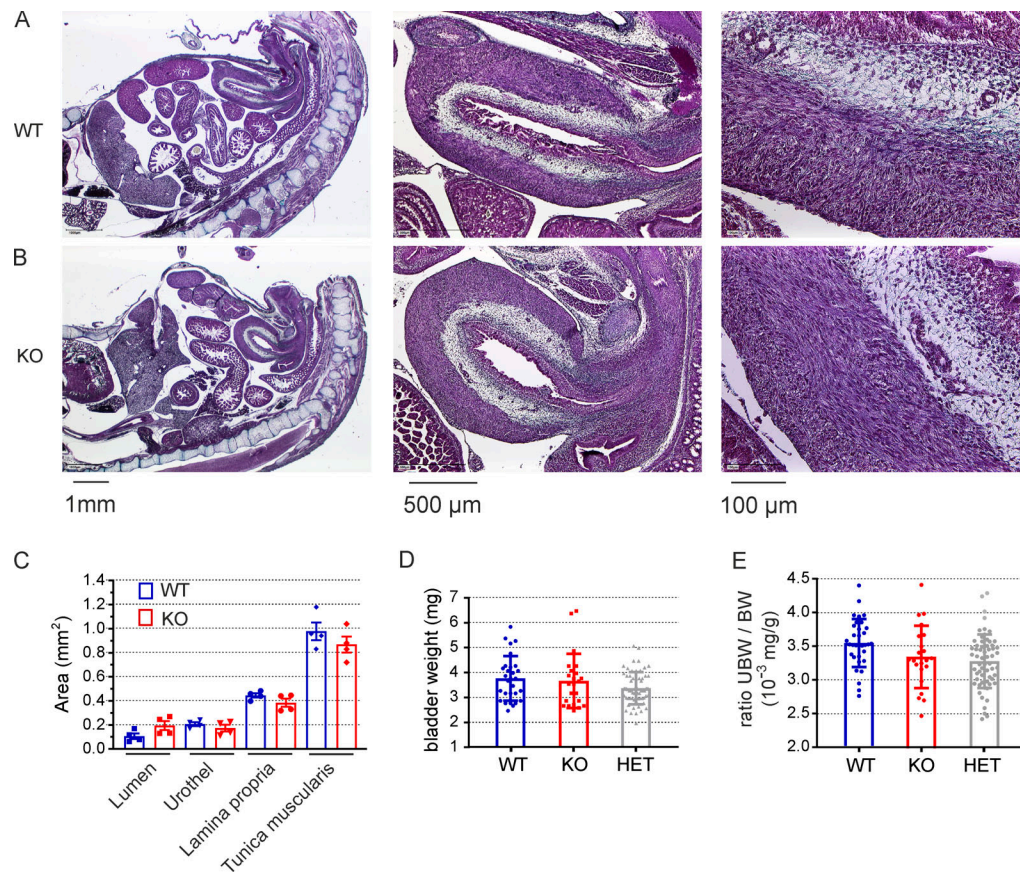 A
WT
B
KO
1mm
500 µm
100 µm
C
WT
KO
Area (mm²)
1.4
1.2
1.0
0.8
0.6
0.4
0.2
0.0
Lumen
Urothel
Lamina propria
Tunica muscularis
D
bladder weight (mg)
7
6
5
4
3
2
1
WT
KO
HET
E
ratio UBW / BW
(10⁻³ mg/g)
4.5
4.0
3.5
3.0
2.5
2.0
WT
KO
HET